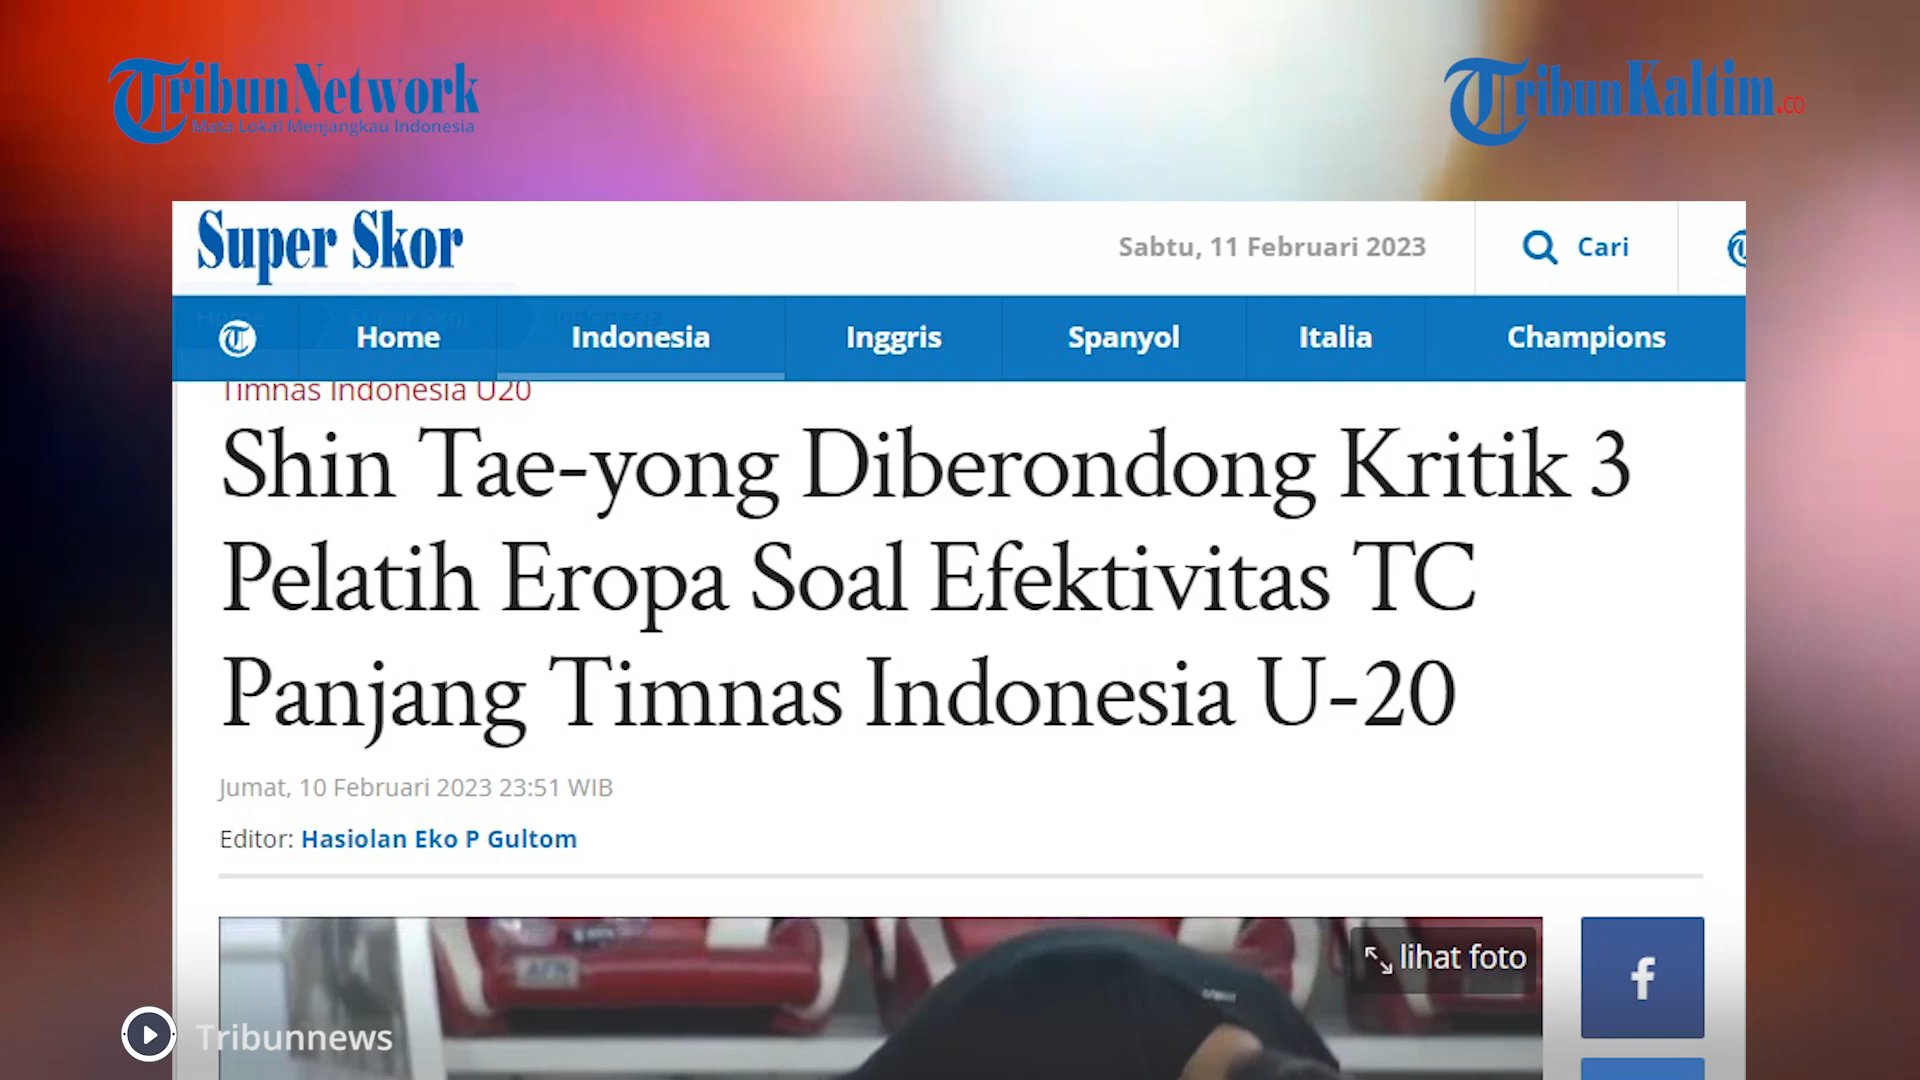 TribunNetwork
Mata Lokal Menjangkau Indonesia
TribunKaltim.co
Super Skor
Sabtu, 11 Februari 2023
Cari
Home
Indonesia
Inggris
Spanyol
Italia
Champions
Timnas Indonesia U20
Shin Tae-yong Diberondong Kritik 3
Pelatih Eropa Soal Efektivitas TC
Panjang Timnas Indonesia U-20
Jumat, 10 Februari 2023 23:51 WIB
Editor: Hasiolan Eko P Gultom
lihat foto
Tribunnews